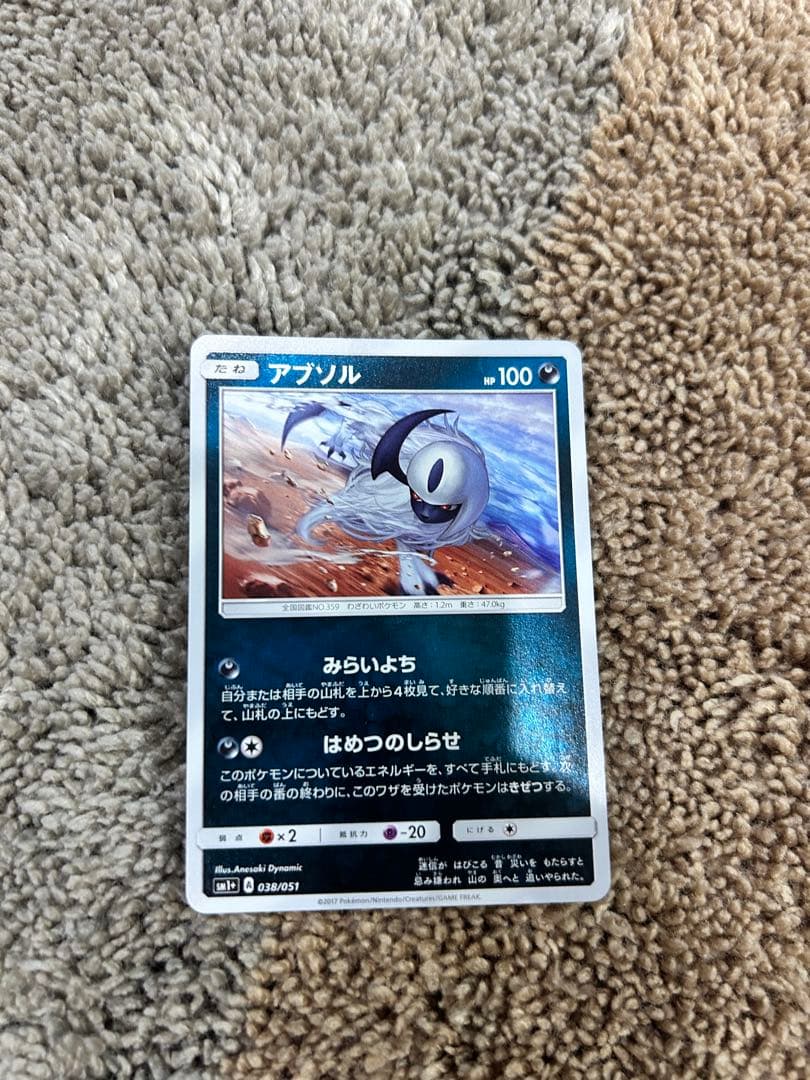 たね アブソル HP 100
全国図鑑NO.359 わざわいポケモン 高さ:1.2m 重さ:47.0kg
みらいよち
自分または相手の山札を上から4枚見て、好きな順番に入れ替え
て、山札の上にもどす。
はめつのしらせ
このポケモンについているエネルギーを、すべて手札にもどす。次
の相手の番の終わりに、このワザを受けたポケモンはきぜつする。
弱点 ×2 抵抗力 -20 にげる
Illus.Anesaki Dynamic
迷信が はびこる 昔 災いを もたらすと
忌み嫌われ 山の 奥へと 追いやられた。
SM1+ A 038/051
©2017 Pokémon/Nintendo/Creatures/GAME FREAK.